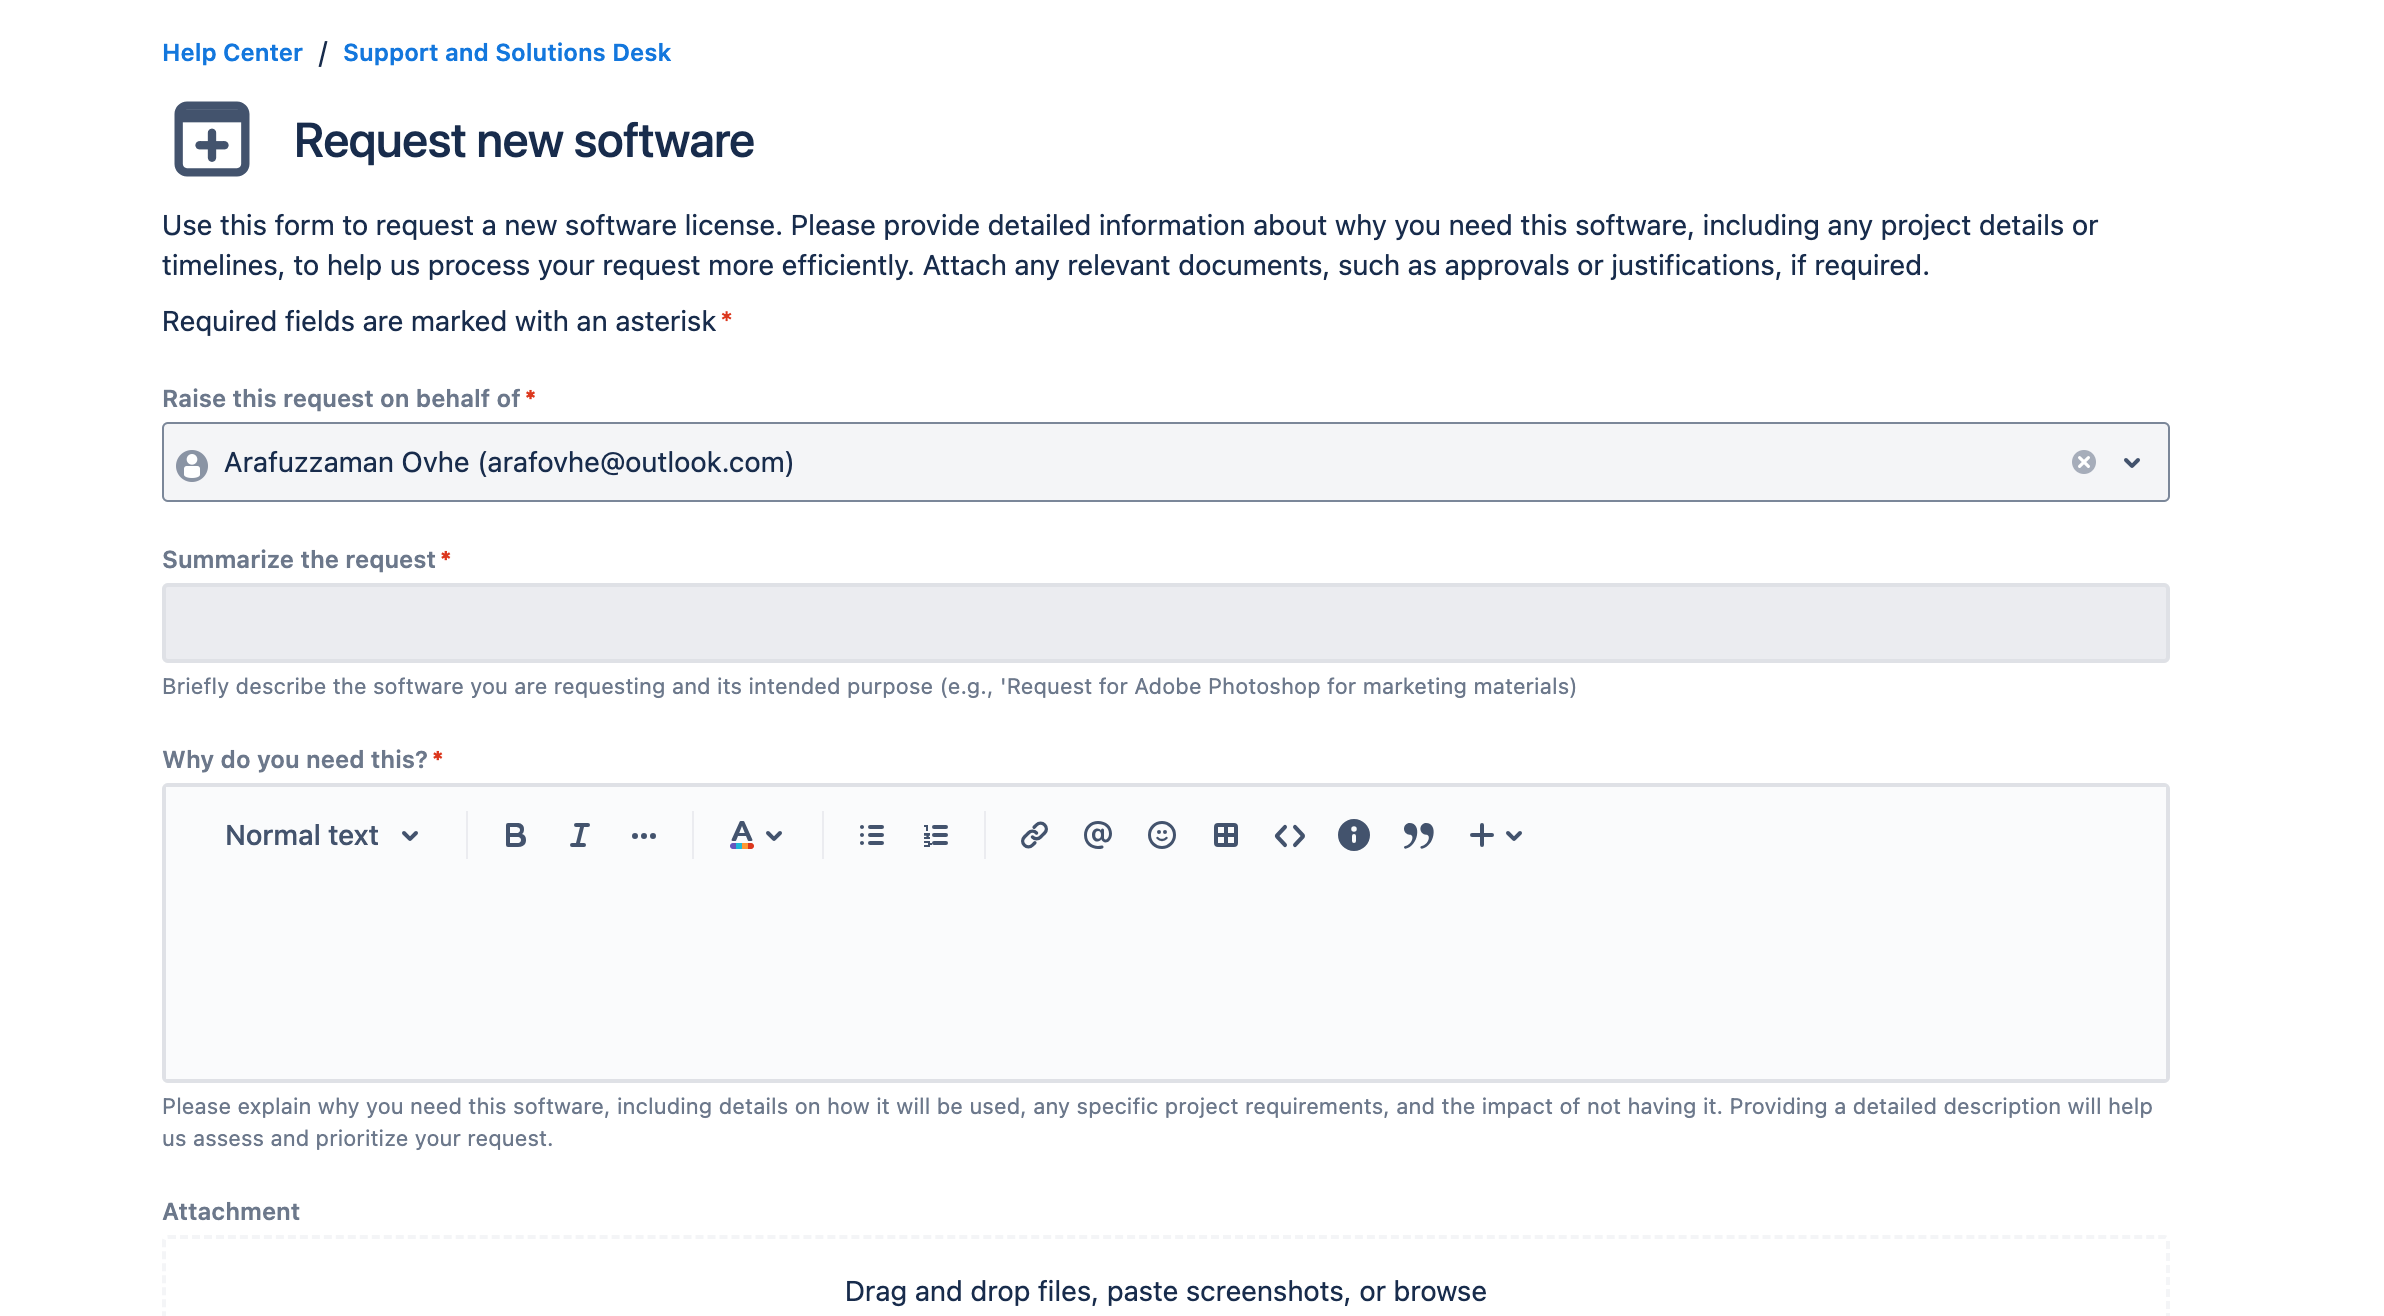 Help Center / Support and Solutions Desk
Request new software
Use this form to request a new software license. Please provide detailed information about why you need this software, including any project details or
timelines, to help us process your request more efficiently. Attach any relevant documents, such as approvals or justifications, if required.
Required fields are marked with an asterisk *
Raise this request on behalf of *
Arafuzzaman Ovhe (arafovhe@outlook.com)
Summarize the request *
Briefly describe the software you are requesting and its intended purpose (e.g., 'Request for Adobe Photoshop for marketing materials)
Why do you need this? *
Normal text
Please explain why you need this software, including details on how it will be used, any specific project requirements, and the impact of not having it. Providing a detailed description will help
us assess and prioritize your request.
Attachment
Drag and drop files, paste screenshots, or browse